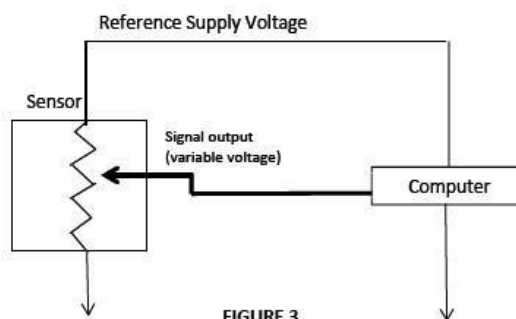 Reference Supply Voltage
Sensor
Signal output
(variable voltage)
Computer
FIGURE 3